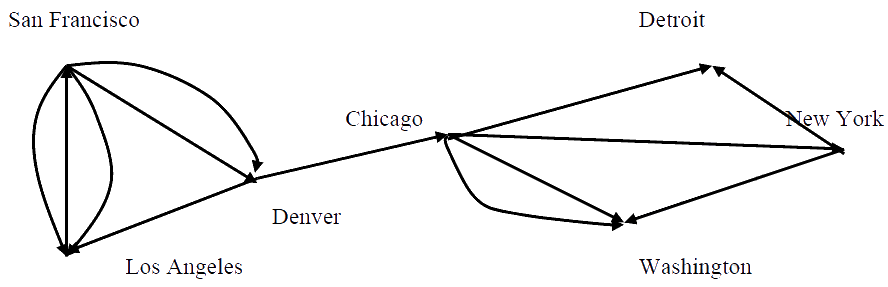 San Francisco
Detroit
Chicago
New York
Denver
Los Angeles
Washington